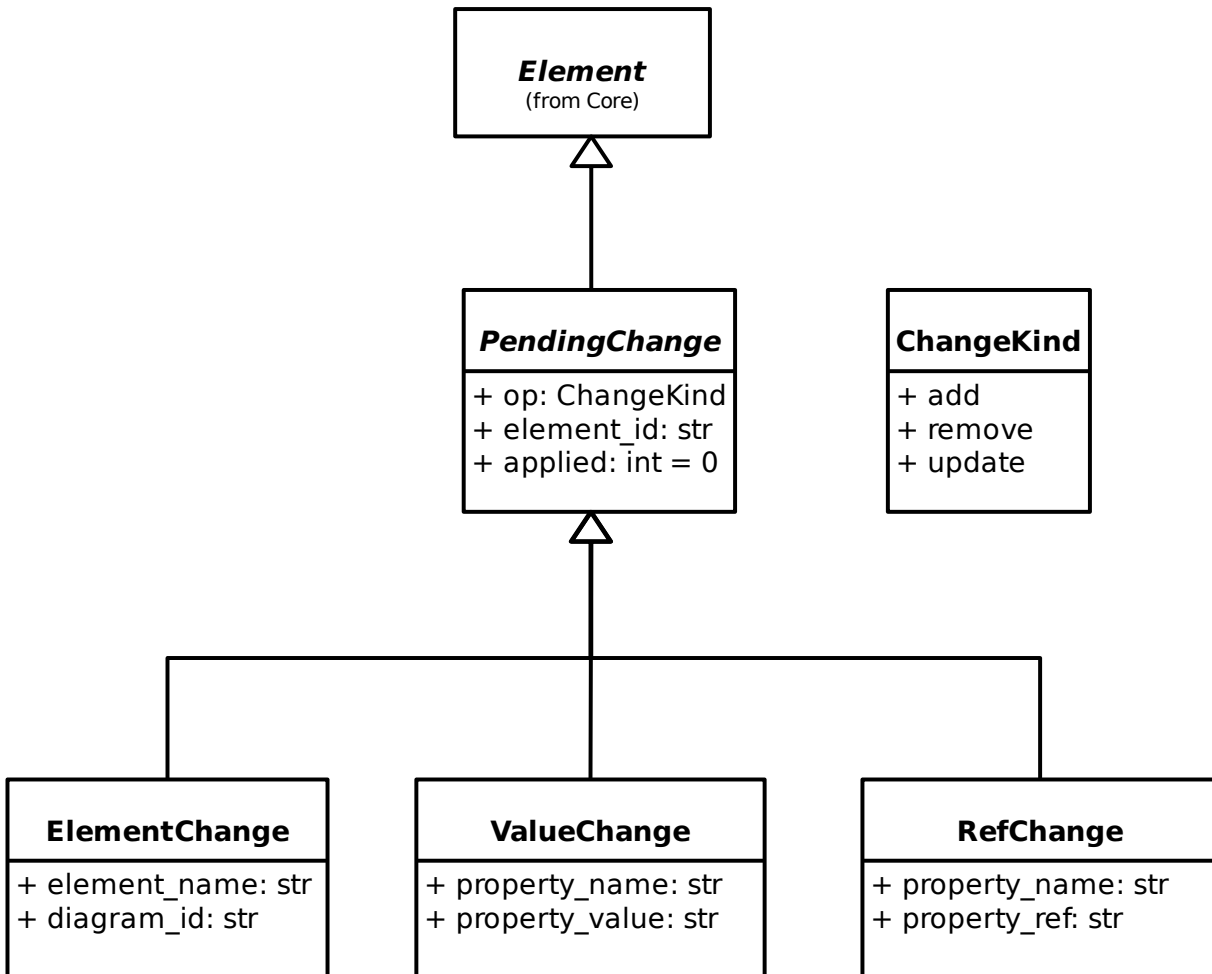 Element
(from Core)
PendingChange
+ op: ChangeKind
+ element_id: str
+ applied: int = 0
ChangeKind
+ add
+ remove
+ update
ElementChange
+ element_name: str
+ diagram_id: str
ValueChange
+ property_name: str
+ property_value: str
RefChange
+ property_name: str
+ property_ref: str